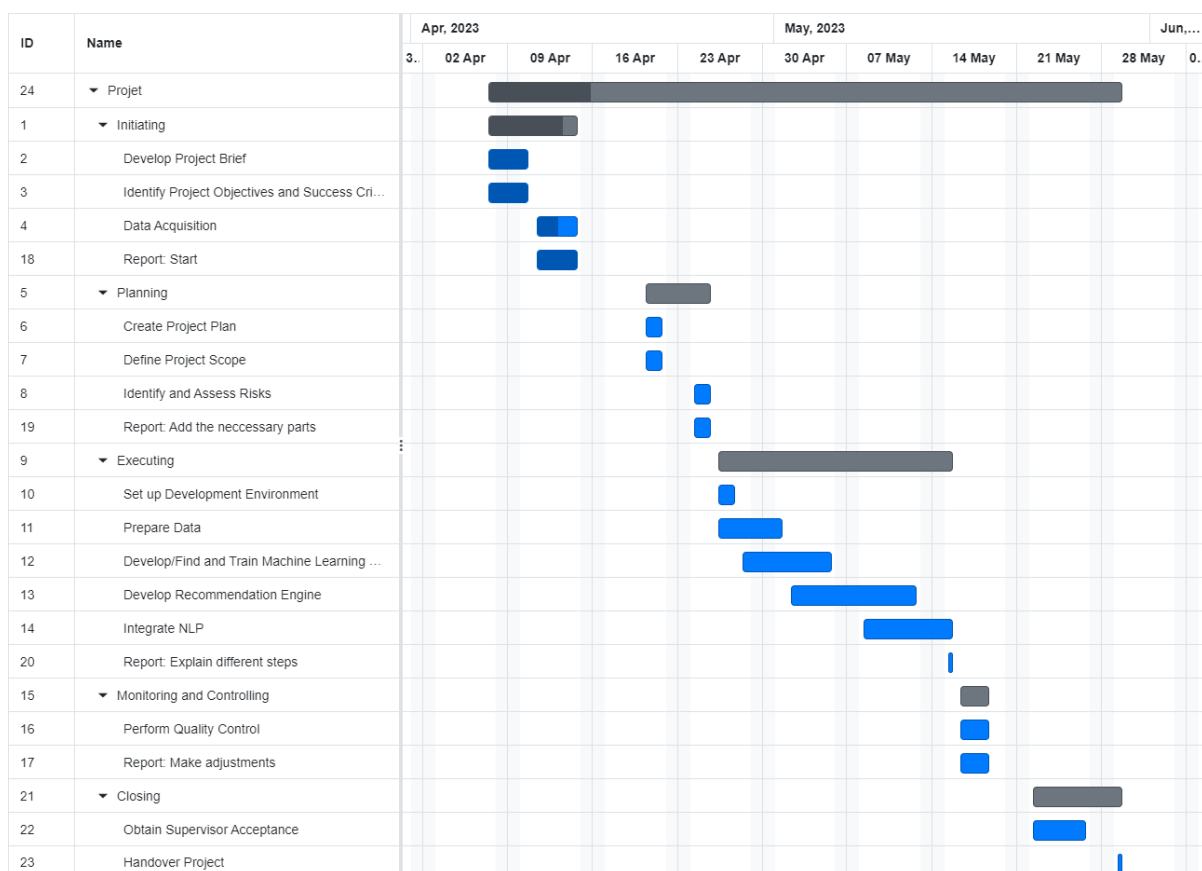 Apr, 2023 May, 2023 Jun,...
ID Name
3.. 02 Apr 09 Apr 16 Apr 23 Apr 30 Apr 07 May 14 May 21 May 28 May 0.
24 Projet
1 Initiating
2 Develop Project Brief
3 Identify Project Objectives and Success Cri...
4 Data Acquisition
18 Report: Start
5 Planning
6 Create Project Plan
7 Define Project Scope
8 Identify and Assess Risks
19 Report: Add the neccessary parts
9 Executing
10 Set up Development Environment
11 Prepare Data
12 Develop/Find and Train Machine Learning ...
13 Develop Recommendation Engine
14 Integrate NLP
20 Report: Explain different steps
15 Monitoring and Controlling
16 Perform Quality Control
17 Report: Make adjustments
21 Closing
22 Obtain Supervisor Acceptance
23 Handover Project